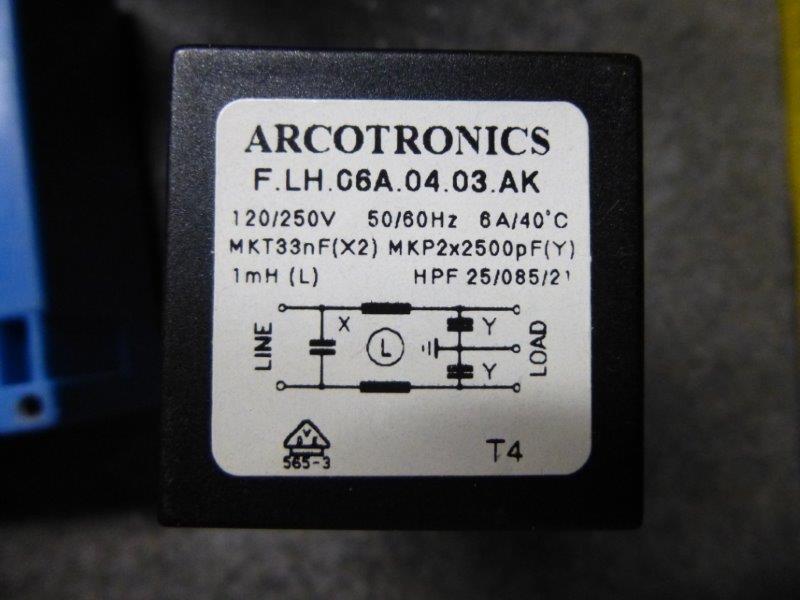 ARCOTRONICS
F.LH.06A.04.03.AK
120/250V 50/60Hz 6A/40°C
MKT33nF(X2) MKP2x2500pF(Y)
1mH (L) HPF 25/085/21
X Y
LINE L LOAD
Y
565-3
T4